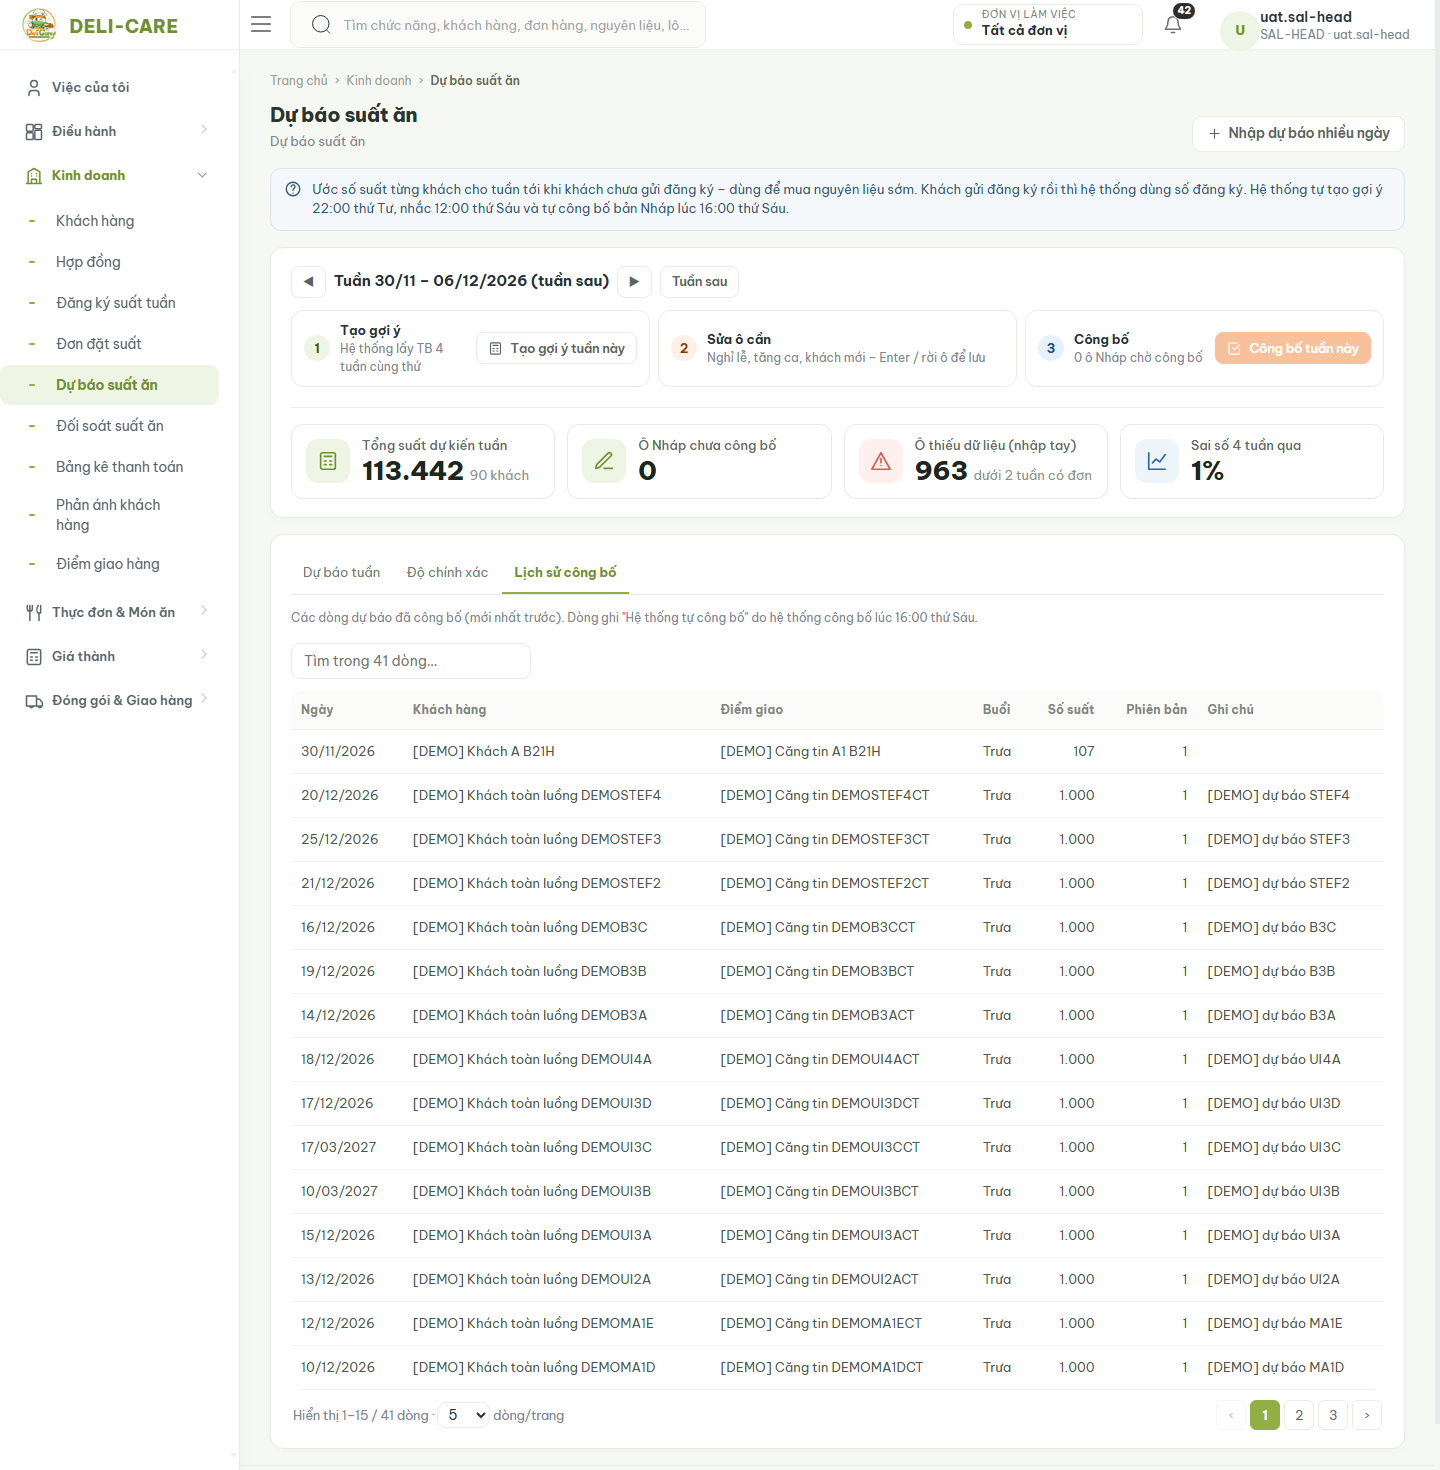 DELI-CARE
Tìm chức năng, khách hàng, đơn hàng, nguyên liệu, lô...
ĐƠN VỊ LÀM VIỆC
Tất cả đơn vị
42
U
uat.sal-head
SAL-HEAD · uat.sal-head
Việc của tôi
Điều hành
Kinh doanh
Khách hàng
Hợp đồng
Đăng ký suất tuần
Đơn đặt suất
Dự báo suất ăn
Đối soát suất ăn
Bảng kê thanh toán
Phản ánh khách
hàng
Điểm giao hàng
Thực đơn & Món ăn
Giá thành
Đóng gói & Giao hàng
Trang chủ › Kinh doanh › Dự báo suất ăn
Dự báo suất ăn
Dự báo suất ăn
+ Nhập dự báo nhiều ngày
Ước số suất từng khách cho tuần tới khi khách chưa gửi đăng ký – dùng để mua nguyên liệu sớm. Khách gửi đăng ký rồi thì hệ thống dùng số đăng ký. Hệ thống tự tạo gợi ý
22:00 thứ Tư, nhắc 12:00 thứ Sáu và tự công bố bản Nháp lúc 16:00 thứ Sáu.
◀ Tuần 30/11 – 06/12/2026 (tuần sau) ▶ Tuần sau
1
Tạo gợi ý
Hệ thống lấy TB 4
tuần cùng thứ
Tạo gợi ý tuần này
2
Sửa ô cần
Nghỉ lễ, tăng ca, khách mới – Enter / rời ô để lưu
3
Công bố
0 ô Nháp chờ công bố
Công bố tuần này
Tổng suất dự kiến tuần
113.442 90 khách
Ô Nháp chưa công bố
0
Ô thiếu dữ liệu (nhập tay)
963 dưới 2 tuần có đơn
Sai số 4 tuần qua
1%
Dự báo tuần Độ chính xác Lịch sử công bố
Các dòng dự báo đã công bố (mới nhất trước). Dòng ghi "Hệ thống tự công bố" do hệ thống công bố lúc 16:00 thứ Sáu.
Tìm trong 41 dòng...
Ngày Khách hàng Điểm giao Buổi Số suất Phiên bản Ghi chú
30/11/2026 [DEMO] Khách A B21H [DEMO] Căng tin A1 B21H Trưa 107 1
20/12/2026 [DEMO] Khách toàn luồng DEMOSTEF4 [DEMO] Căng tin DEMOSTEF4CT Trưa 1.000 1 [DEMO] dự báo STEF4
25/12/2026 [DEMO] Khách toàn luồng DEMOSTEF3 [DEMO] Căng tin DEMOSTEF3CT Trưa 1.000 1 [DEMO] dự báo STEF3
21/12/2026 [DEMO] Khách toàn luồng DEMOSTEF2 [DEMO] Căng tin DEMOSTEF2CT Trưa 1.000 1 [DEMO] dự báo STEF2
16/12/2026 [DEMO] Khách toàn luồng DEMOB3C [DEMO] Căng tin DEMOB3CCT Trưa 1.000 1 [DEMO] dự báo B3C
19/12/2026 [DEMO] Khách toàn luồng DEMOB3B [DEMO] Căng tin DEMOB3BCT Trưa 1.000 1 [DEMO] dự báo B3B
14/12/2026 [DEMO] Khách toàn luồng DEMOB3A [DEMO] Căng tin DEMOB3ACT Trưa 1.000 1 [DEMO] dự báo B3A
18/12/2026 [DEMO] Khách toàn luồng DEMOUI4A [DEMO] Căng tin DEMOUI4ACT Trưa 1.000 1 [DEMO] dự báo UI4A
17/12/2026 [DEMO] Khách toàn luồng DEMOUI3D [DEMO] Căng tin DEMOUI3DCT Trưa 1.000 1 [DEMO] dự báo UI3D
17/03/2027 [DEMO] Khách toàn luồng DEMOUI3C [DEMO] Căng tin DEMOUI3CCT Trưa 1.000 1 [DEMO] dự báo UI3C
10/03/2027 [DEMO] Khách toàn luồng DEMOUI3B [DEMO] Căng tin DEMOUI3BCT Trưa 1.000 1 [DEMO] dự báo UI3B
15/12/2026 [DEMO] Khách toàn luồng DEMOUI3A [DEMO] Căng tin DEMOUI3ACT Trưa 1.000 1 [DEMO] dự báo UI3A
13/12/2026 [DEMO] Khách toàn luồng DEMOUI2A [DEMO] Căng tin DEMOUI2ACT Trưa 1.000 1 [DEMO] dự báo UI2A
12/12/2026 [DEMO] Khách toàn luồng DEMOMA1E [DEMO] Căng tin DEMOMA1ECT Trưa 1.000 1 [DEMO] dự báo MA1E
10/12/2026 [DEMO] Khách toàn luồng DEMOMA1D [DEMO] Căng tin DEMOMA1DCT Trưa 1.000 1 [DEMO] dự báo MA1D
Hiển thị 1–15 / 41 dòng · 5 dòng/trang
‹ 1 2 3 ›